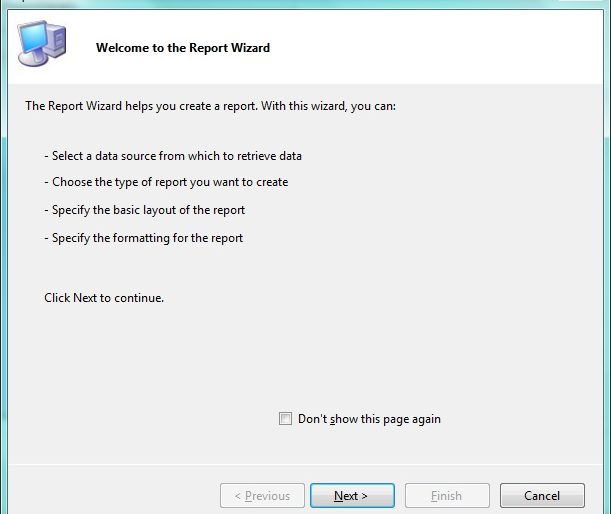 Welcome to the Report Wizard
The Report Wizard helps you create a report. With this wizard, you can:
- Select a data source from which to retrieve data
- Choose the type of report you want to create
- Specify the basic layout of the report
- Specify the formatting for the report
Click Next to continue.
Don't show this page again
< Previous Next > Finish Cancel